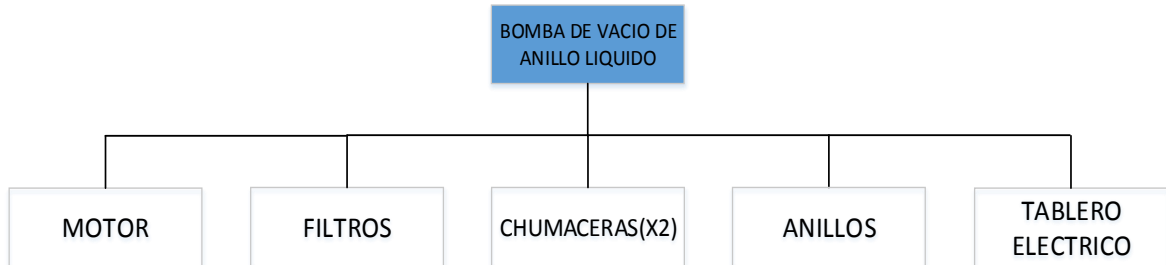 BOMBA DE VACIO DE
ANILLO LIQUIDO
MOTOR
FILTROS
CHUMACERAS(X2)
ANILLOS
TABLERO
ELECTRICO